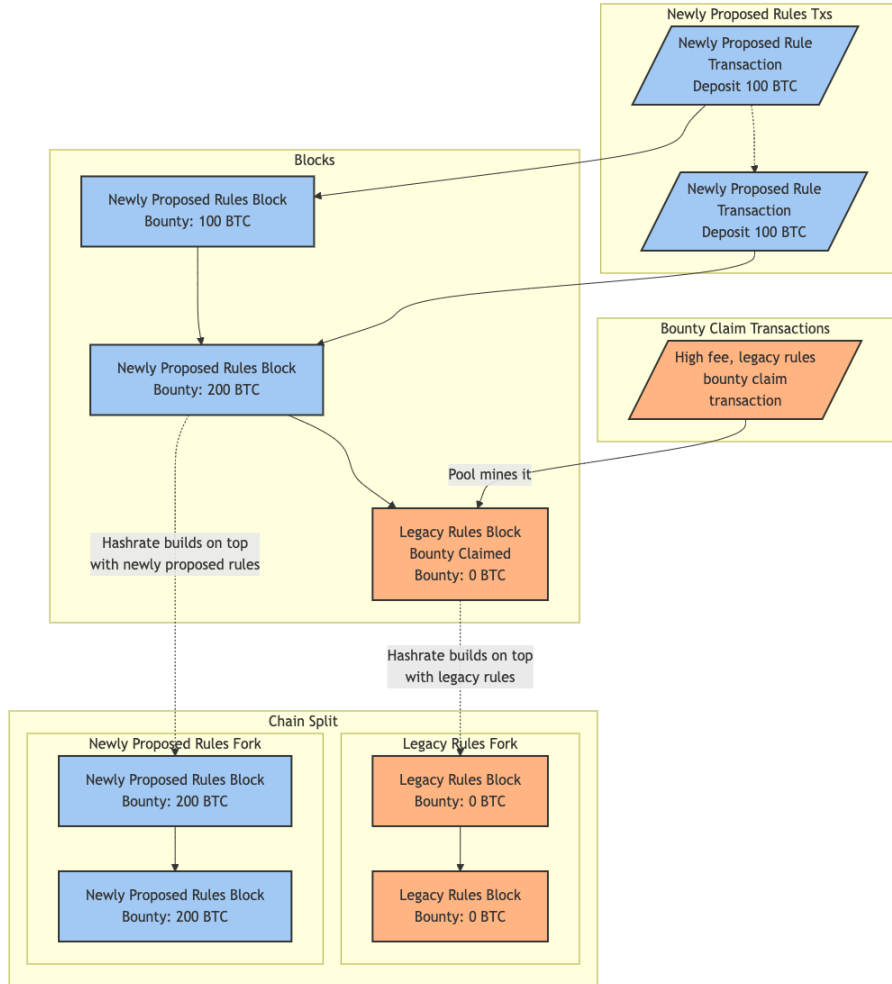 Newly Proposed Rules Txs
Newly Proposed Rule
Transaction
Deposit 100 BTC
Newly Proposed Rule
Transaction
Deposit 100 BTC
Blocks
Newly Proposed Rules Block
Bounty: 100 BTC
Newly Proposed Rules Block
Bounty: 200 BTC
Bounty Claim Transactions
High fee, legacy rules
bounty claim
transaction
Pool mines it
Legacy Rules Block
Bounty Claimed
Bounty: 0 BTC
Hashrate builds on top
with newly proposed rules
Hashrate builds on top
with legacy rules
Chain Split
Newly Proposed Rules Fork
Newly Proposed Rules Block
Bounty: 200 BTC
Newly Proposed Rules Block
Bounty: 200 BTC
Legacy Rules Fork
Legacy Rules Block
Bounty: 0 BTC
Legacy Rules Block
Bounty: 0 BTC